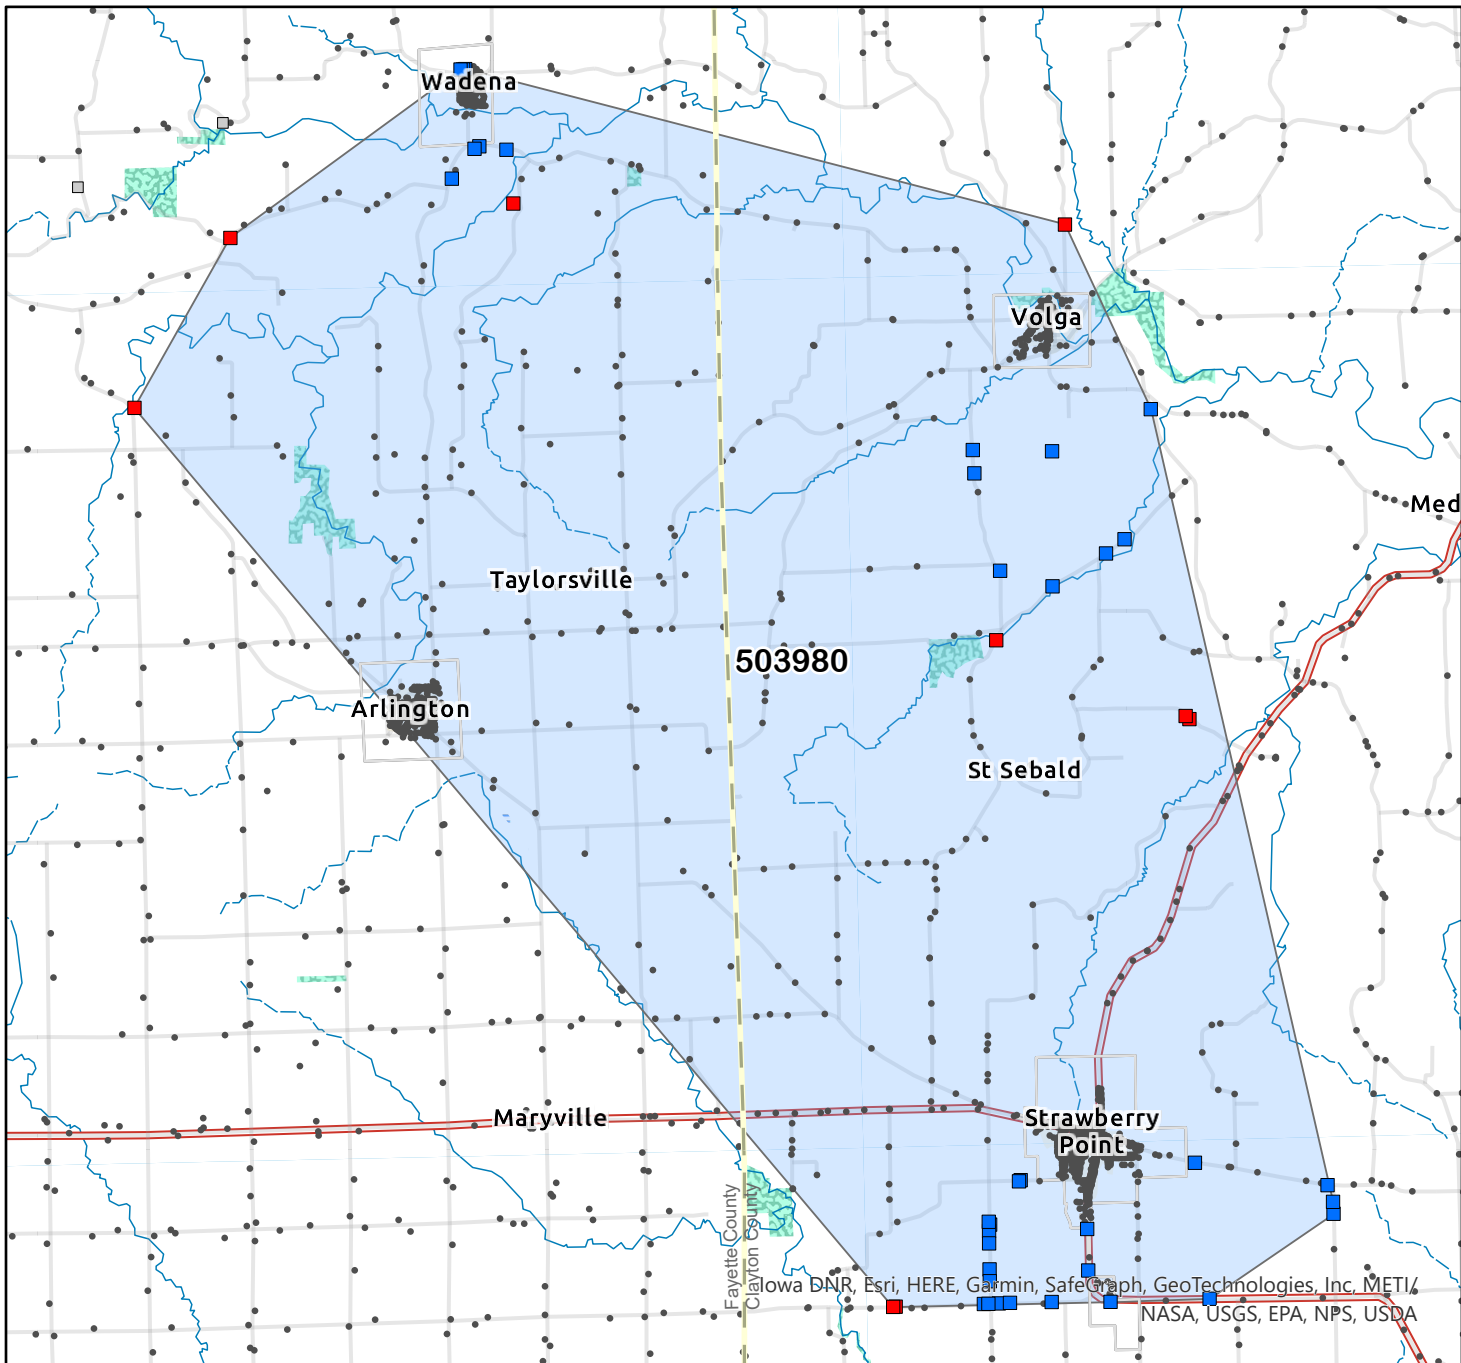 Wadena
Volga
Med
Taylorsville
503980
Arlington
St Sebald
Maryville
Strawberry
Point
Fayette County
Clayton County
Iowa DNR, Esri, HERE, Garmin, SafeGraph, GeoTechnologies, Inc, METI/
NASA, USGS, EPA, NPS, USDA